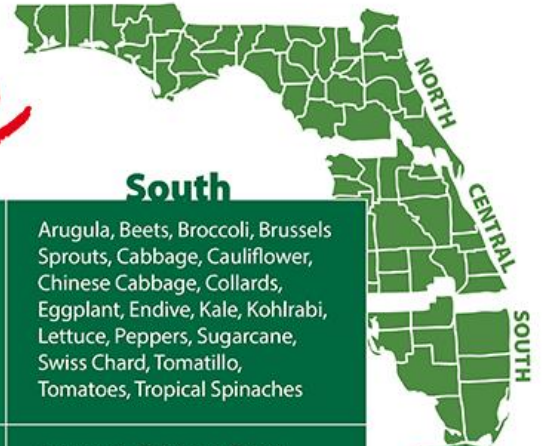 NORTH
CENTRAL
SOUTH
South
Arugula, Beets, Broccoli, Brussels
Sprouts, Cabbage, Cauliflower,
Chinese Cabbage, Collards,
Eggplant, Endive, Kale, Kohlrabi,
Lettuce, Peppers, Sugarcane,
Swiss Chard, Tomatillo,
Tomatoes, Tropical Spinaches